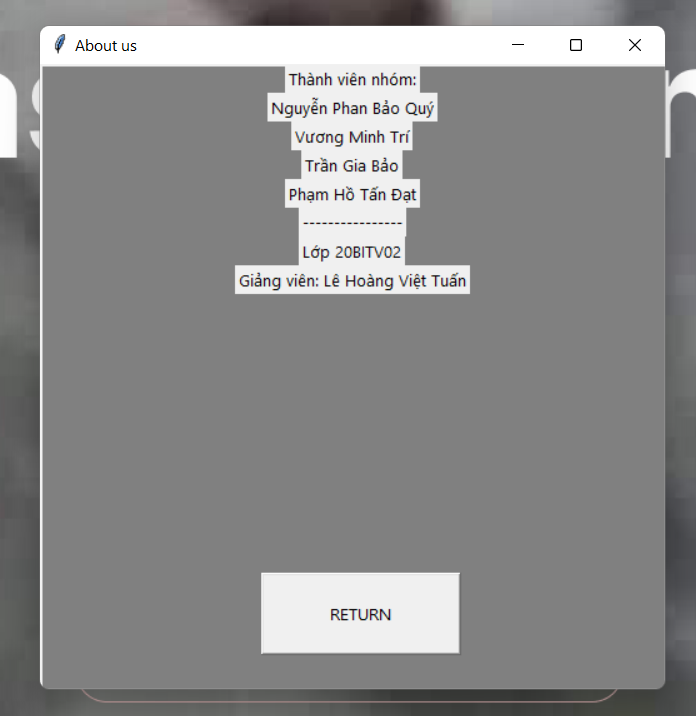 About us
Thành viên nhóm:
Nguyễn Phan Bảo Quý
Vương Minh Trí
Trần Gia Bảo
Phạm Hồ Tấn Đạt
----------------
Lớp 20BITV02
Giảng viên: Lê Hoàng Việt Tuấn
RETURN